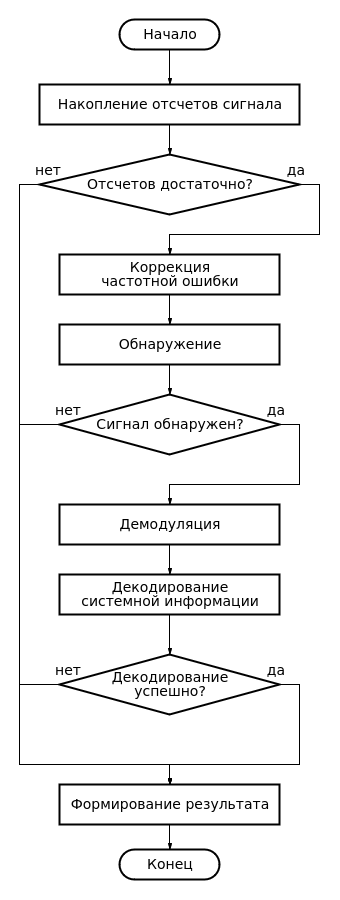 Начало
Накопление отсчетов сигнала
нет
да
Отсчетов достаточно?
Коррекция
частотной ошибки
Обнаружение
нет
да
Сигнал обнаружен?
Демодуляция
Декодирование
системной информации
нет
да
Декодирование
успешно?
Формирование результата
Конец